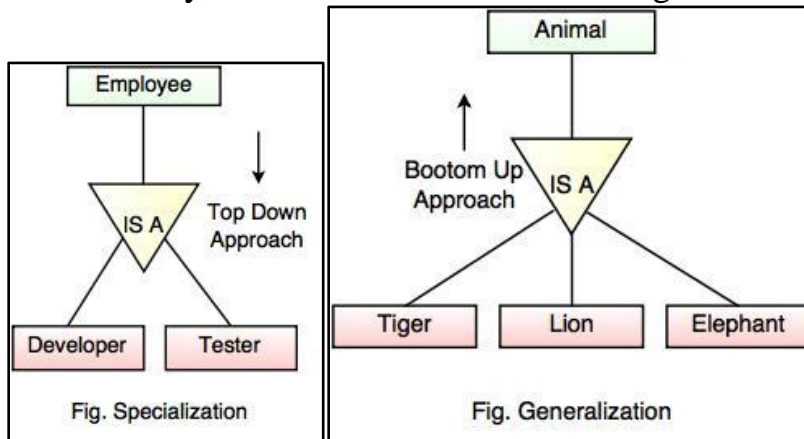 Employee
IS A
Top Down
Approach
Developer
Tester
Fig. Specialization
Animal
Bootom Up
Approach
IS A
Tiger
Lion
Elephant
Fig. Generalization